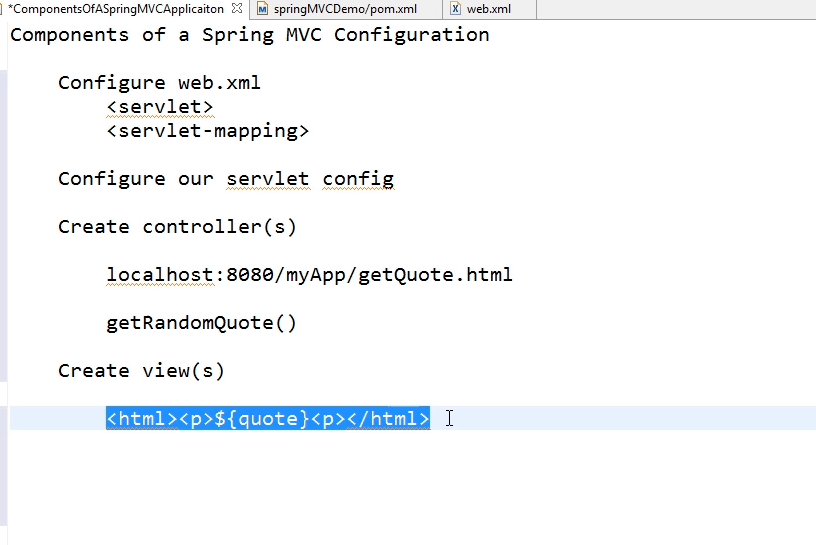 *ComponentsOfASpringMVCApplicaiton springMVCDemo/pom.xml web.xml
Components of a Spring MVC Configuration
Configure web.xml
<servlet>
<servlet-mapping>
Configure our servlet config
Create controller(s)
localhost:8080/myApp/getQuote.html
getRandomQuote()
Create view(s)
<html><p>${quote}<p></html>